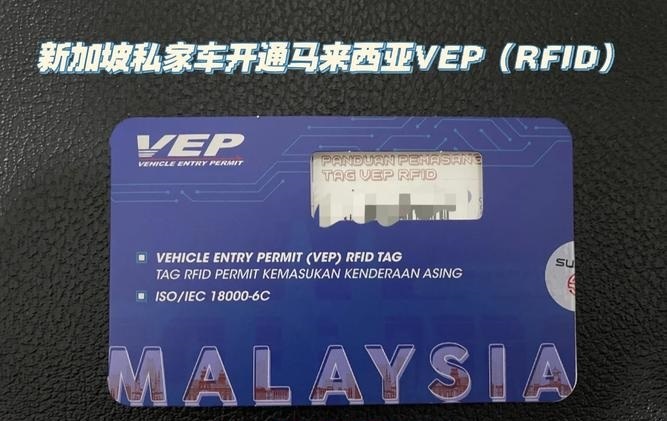 新加坡私家车开通马来西亚VEP（RFID）
VEP
VEHICLE ENTRY PERMIT
PANDUAN PEMASANG
TAG VEP RFID
VEHICLE ENTRY PERMIT (VEP) RFID TAG
TAG RFID PERMIT KEMASUKAN KENDERAAN ASING
ISO/IEC 18000-6C
SU
MALAYSIA